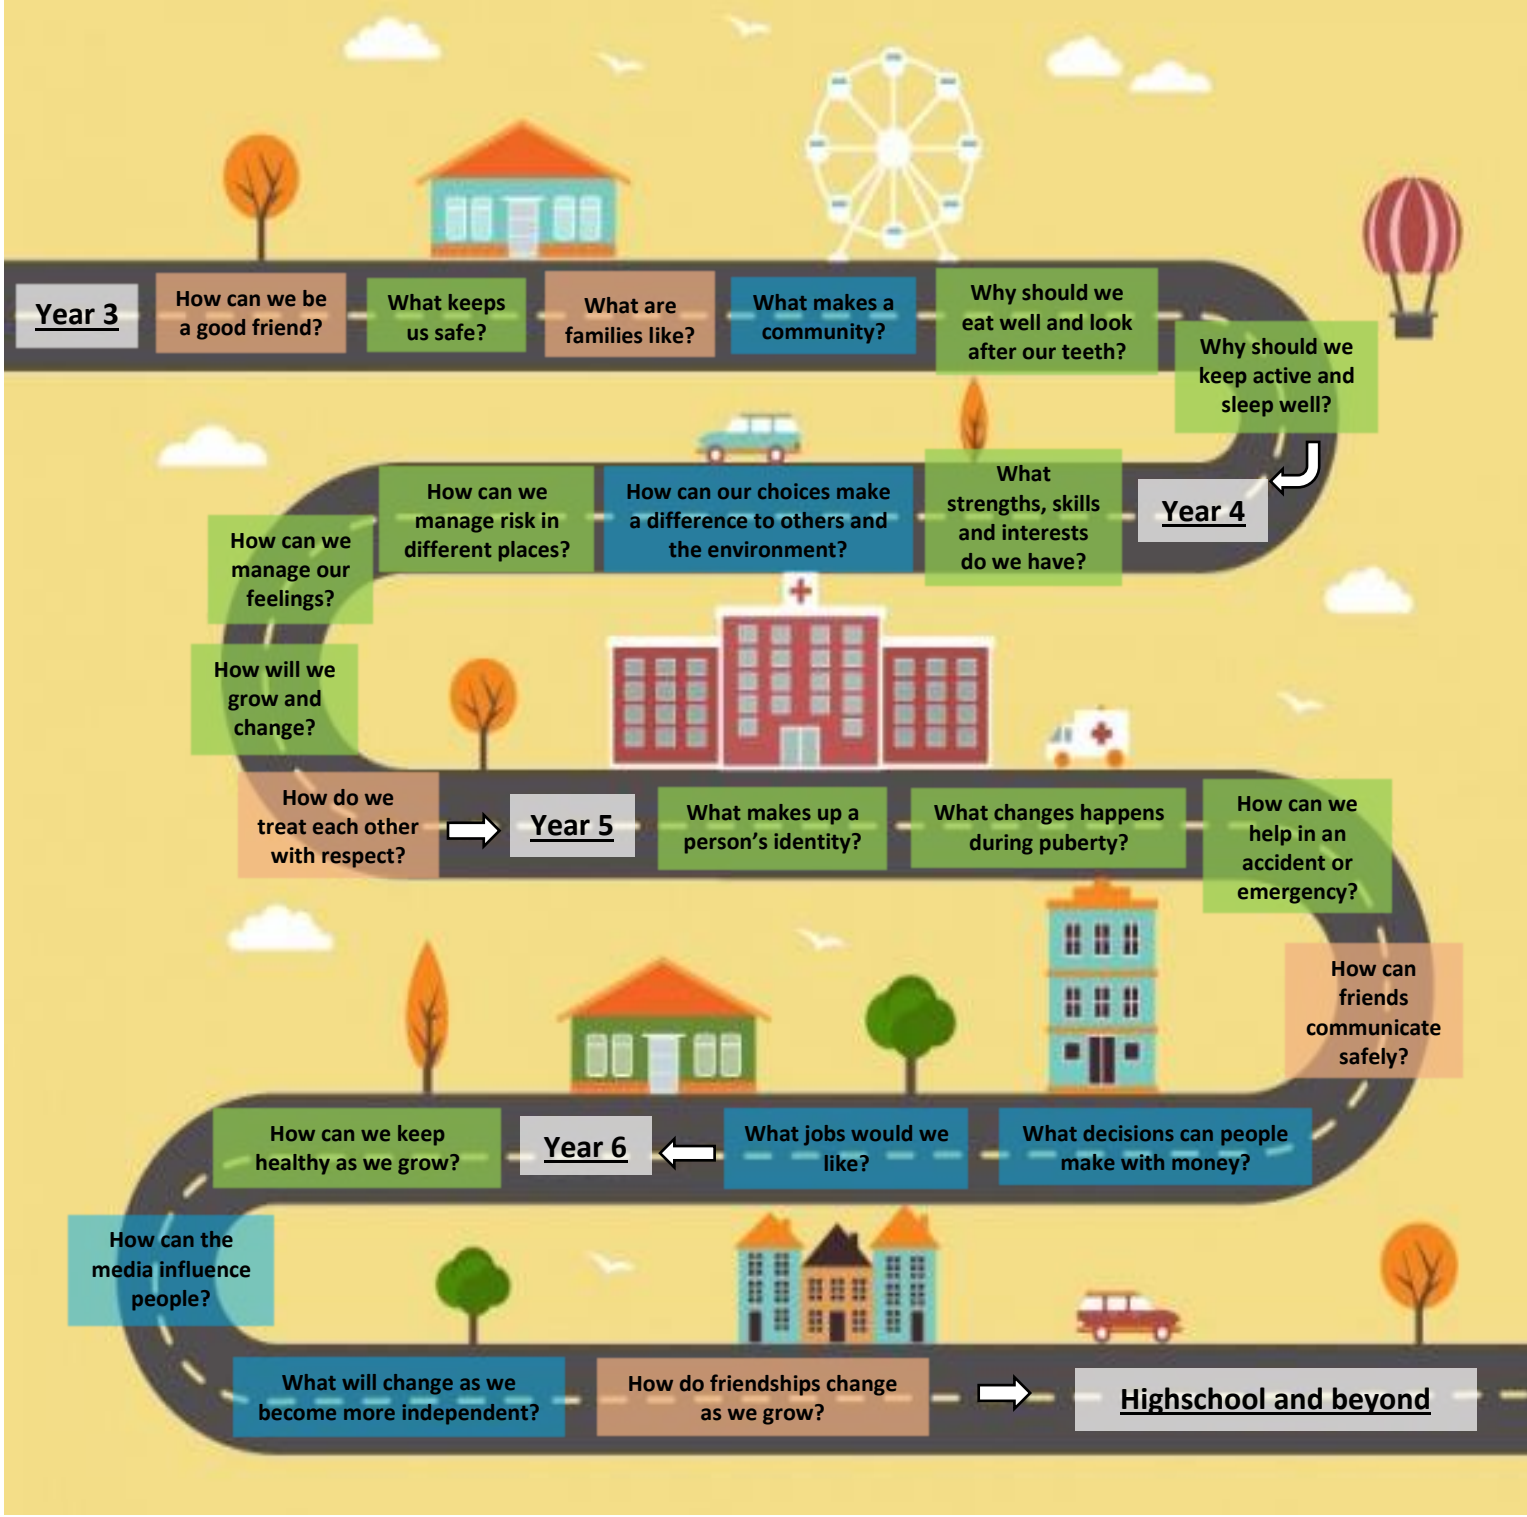 Year 3
How can we be
a good friend?
What keeps
us safe?
What are
families like?
What makes a
community?
Why should we
eat well and look
after our teeth?
Why should we
keep active and
sleep well?
Year 4
What
strengths, skills
and interests
do we have?
How can our choices make
a difference to others and
the environment?
How can we
manage risk in
different places?
How can we
manage our
feelings?
How will we
grow and
change?
How do we
treat each other
with respect?
Year 5
What makes up a
person’s identity?
What changes happens
during puberty?
How can we
help in an
accident or
emergency?
How can
friends
communicate
safely?
What decisions can people
make with money?
What jobs would we
like?
Year 6
How can we keep
healthy as we grow?
How can the
media influence
people?
What will change as we
become more independent?
How do friendships change
as we grow?
Highschool and beyond